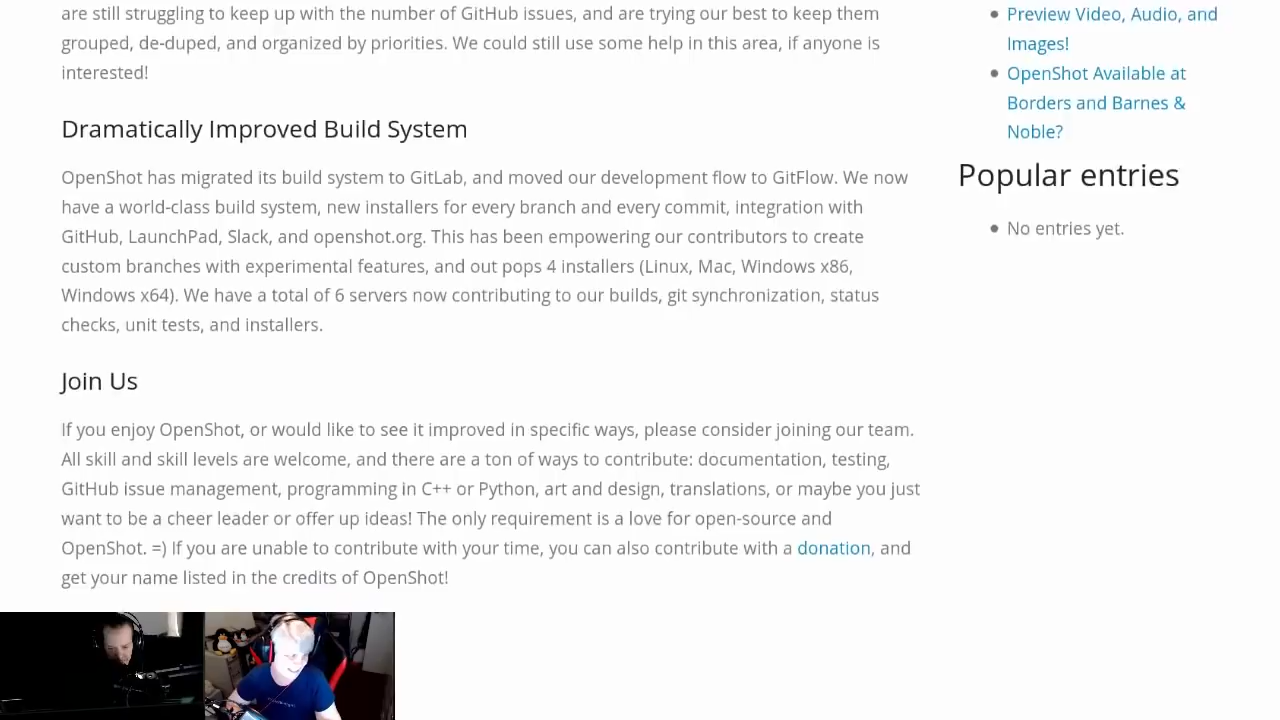 are still struggling to keep up with the number of GitHub issues, and are trying our best to keep them
grouped, de-duped, and organized by priorities. We could still use some help in this area, if anyone is
interested!
Dramatically Improved Build System
OpenShot has migrated its build system to GitLab, and moved our development flow to GitFlow. We now
have a world-class build system, new installers for every branch and every commit, integration with
GitHub, LaunchPad, Slack, and openshot.org. This has been empowering our contributors to create
custom branches with experimental features, and out pops 4 installers (Linux, Mac, Windows x86,
Windows x64). We have a total of 6 servers now contributing to our builds, git synchronization, status
checks, unit tests, and installers.
Join Us
If you enjoy OpenShot, or would like to see it improved in specific ways, please consider joining our team.
All skill and skill levels are welcome, and there are a ton of ways to contribute: documentation, testing,
GitHub issue management, programming in C++ or Python, art and design, translations, or maybe you just
want to be a cheer leader or offer up ideas! The only requirement is a love for open-source and
OpenShot. =) If you are unable to contribute with your time, you can also contribute with a donation, and
get your name listed in the credits of OpenShot!
Preview Video, Audio, and
Images!
OpenShot Available at
Borders and Barnes &
Noble?
Popular entries
No entries yet.